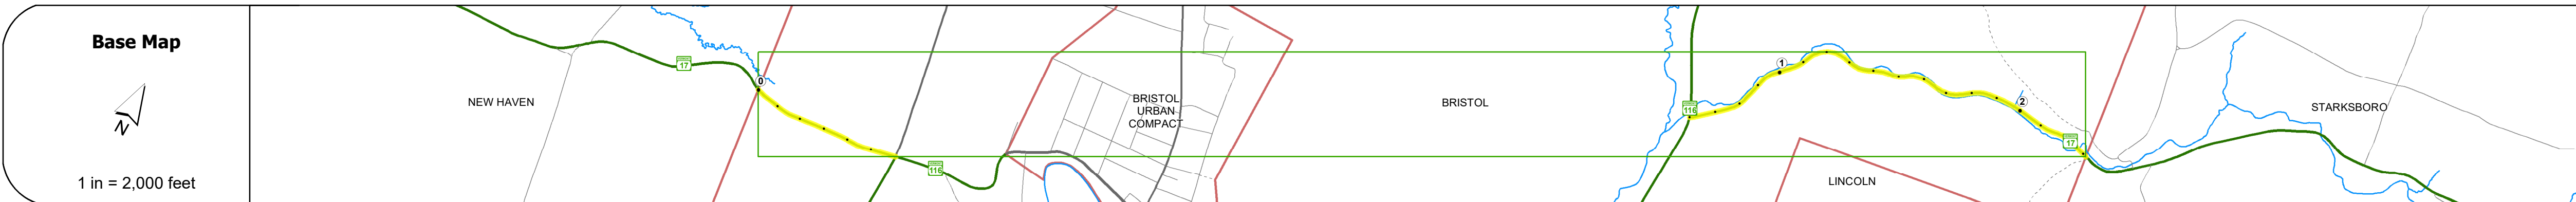 Base Map
N
1 in = 2,000 feet
NEW HAVEN
17
0
116
BRISTOL
URBAN
COMPACT
BRISTOL
116
1
2
17
LINCOLN
STARKSBORO